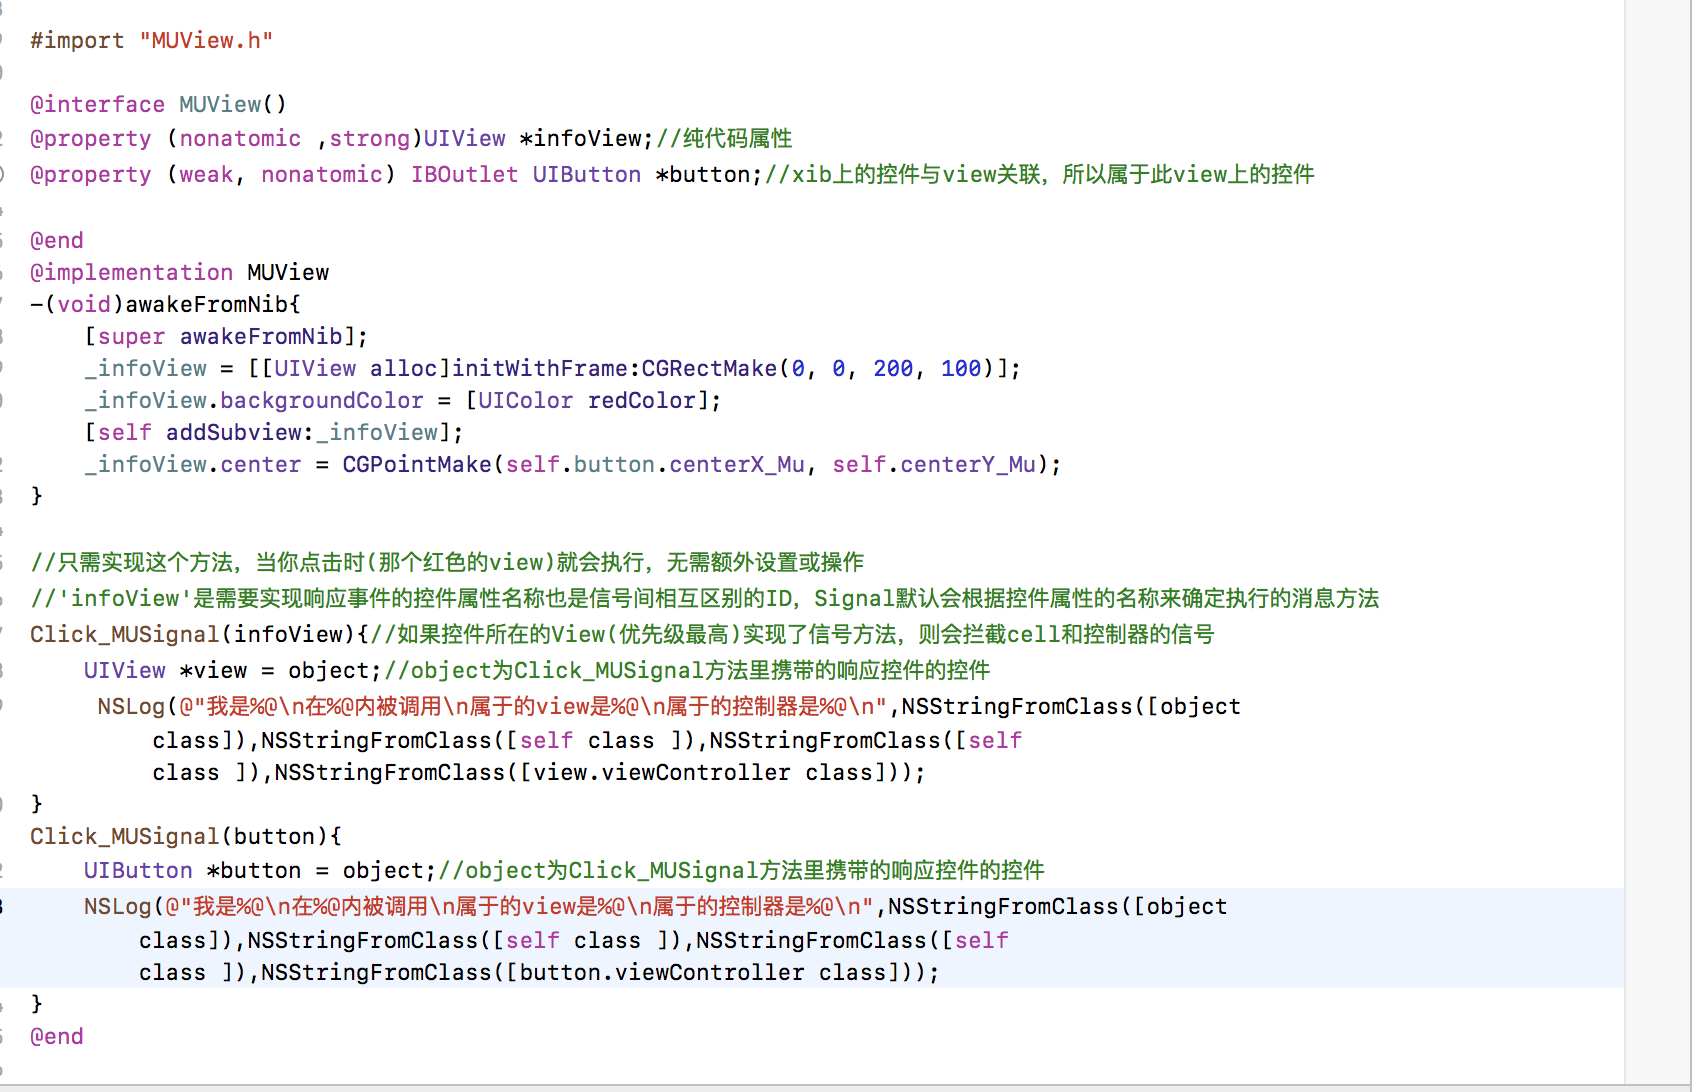 #import "MUView.h"
@interface MUView()
@property (nonatomic ,strong)UIView *infoView;//纯代码属性
@property (weak, nonatomic) IBOutlet UIButton *button;//xib上的控件与view关联，所以属于此view上的控件
@end
@implementation MUView
-(void)awakeFromNib{
    [super awakeFromNib];
    _infoView = [[UIView alloc]initWithFrame:CGRectMake(0, 0, 200, 100)];
    _infoView.backgroundColor = [UIColor redColor];
    [self addSubview:_infoView];
    _infoView.center = CGPointMake(self.button.centerX_Mu, self.centerY_Mu);
}
//只需实现这个方法，当你点击时(那个红色的view)就会执行，无需额外设置或操作
//'infoView'是需要实现响应事件的控件属性名称也是信号间相互区别的ID，Signal默认会根据控件属性的名称来确定执行的消息方法
Click_MUSignal(infoView){//如果控件所在的View(优先级最高)实现了信号方法，则会拦截cell和控制器的信号
    UIView *view = object;//object为Click_MUSignal方法里携带的响应控件的控件
     NSLog(@"我是%@\n在%@内被调用\n属于的view是%@\n属于的控制器是%@\n",NSStringFromClass([object
         class]),NSStringFromClass([self class ]),NSStringFromClass([self
         class ]),NSStringFromClass([view.viewController class]));
}
Click_MUSignal(button){
    UIButton *button = object;//object为Click_MUSignal方法里携带的响应控件的控件
    NSLog(@"我是%@\n在%@内被调用\n属于的view是%@\n属于的控制器是%@\n",NSStringFromClass([object
        class]),NSStringFromClass([self class ]),NSStringFromClass([self
        class ]),NSStringFromClass([button.viewController class]));
}
@end